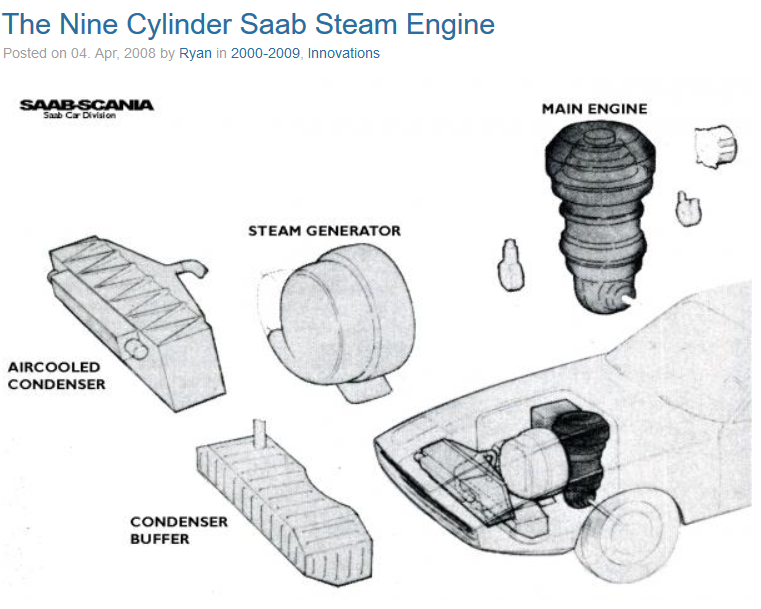 The Nine Cylinder Saab Steam Engine
Posted on 04. Apr, 2008 by Ryan in 2000-2009, Innovations
SAAB-SCANIA
Saab Car Division
MAIN ENGINE
STEAM GENERATOR
AIRCOOLED
CONDENSER
CONDENSER
BUFFER